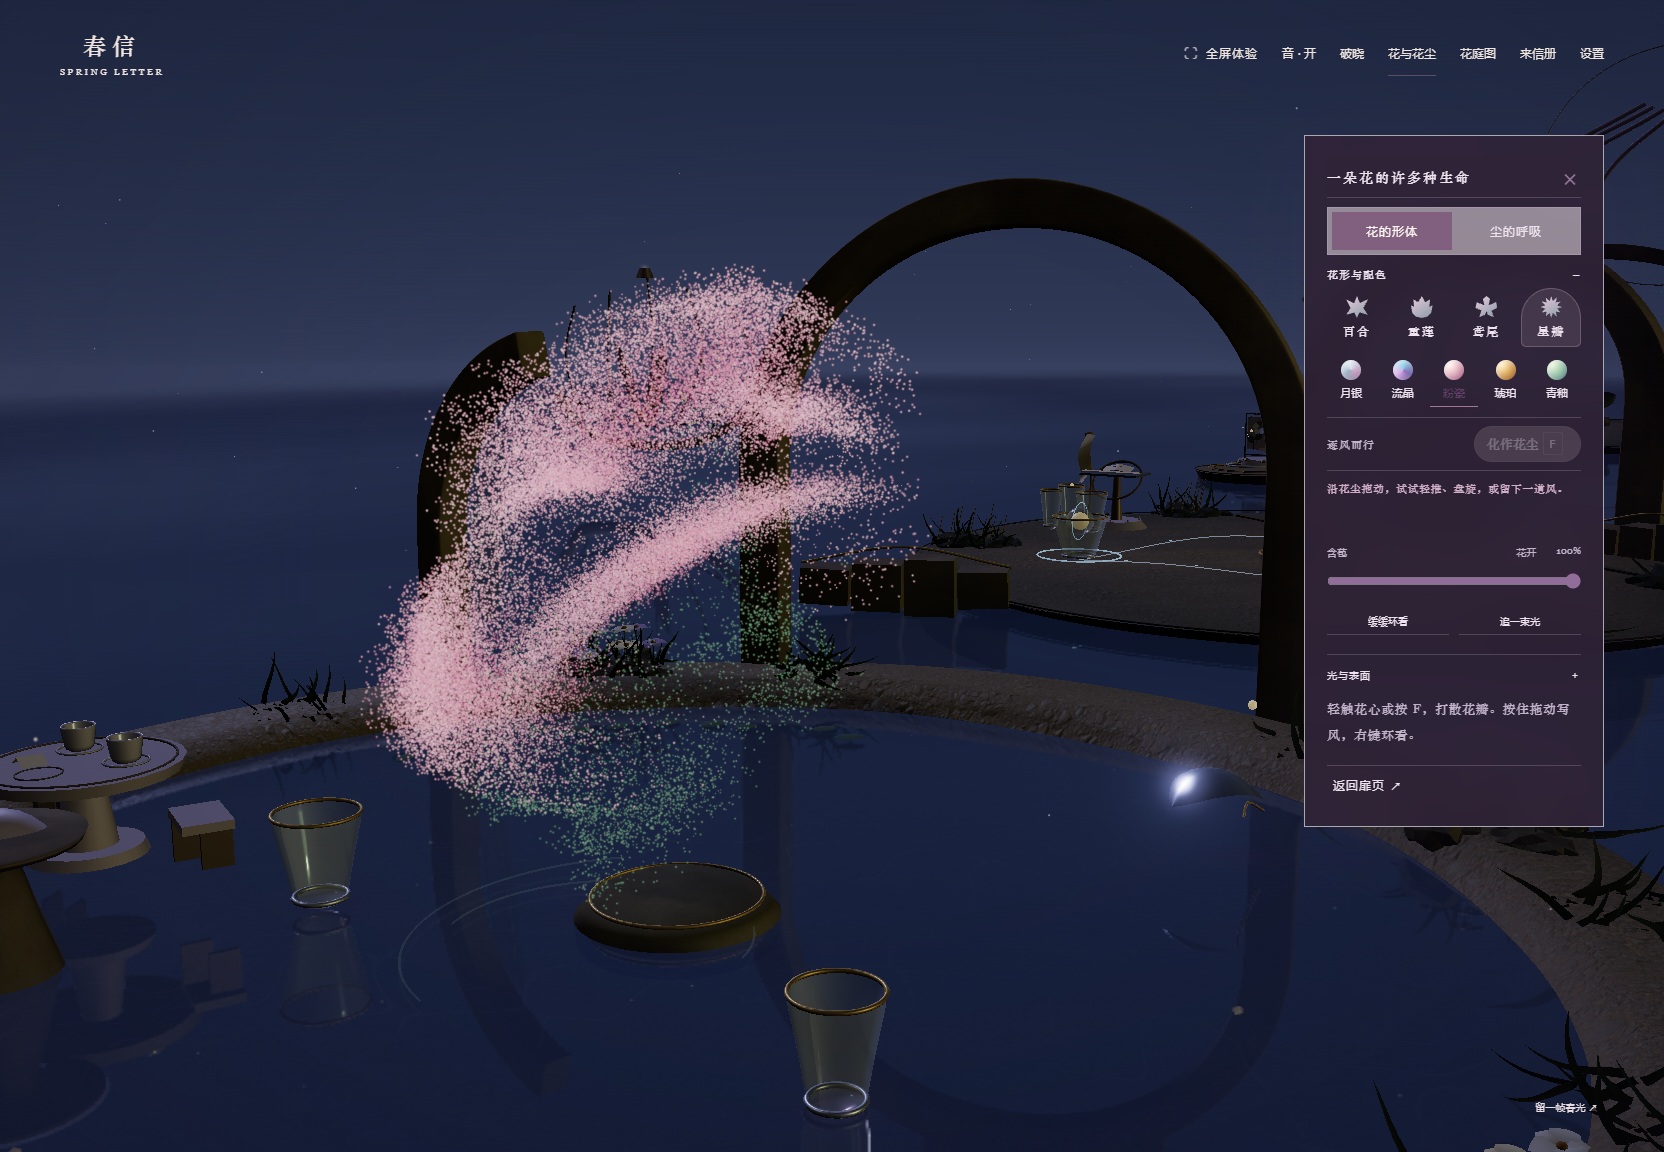 春信
SPRING LETTER
全屏体验 音·开 破晓 花与花尘 花庭图 来信册 设置
一朵花的许多种生命
花的形体 尘的呼吸
花形与配色
百合 重莲 鸢尾 星瓣
月银 流晶 粉瓷 琥珀 青釉
逐风而行 化作花尘 F
沿花尘拖动，试试轻推、盘旋，或留下一道风。
含苞 花开 100%
缓缓环看 追一束光
光与表面
轻触花心或按 F，打散花瓣。按住拖动写
风，右键环看。
返回扉页 ↗
留一帧春光 ↗